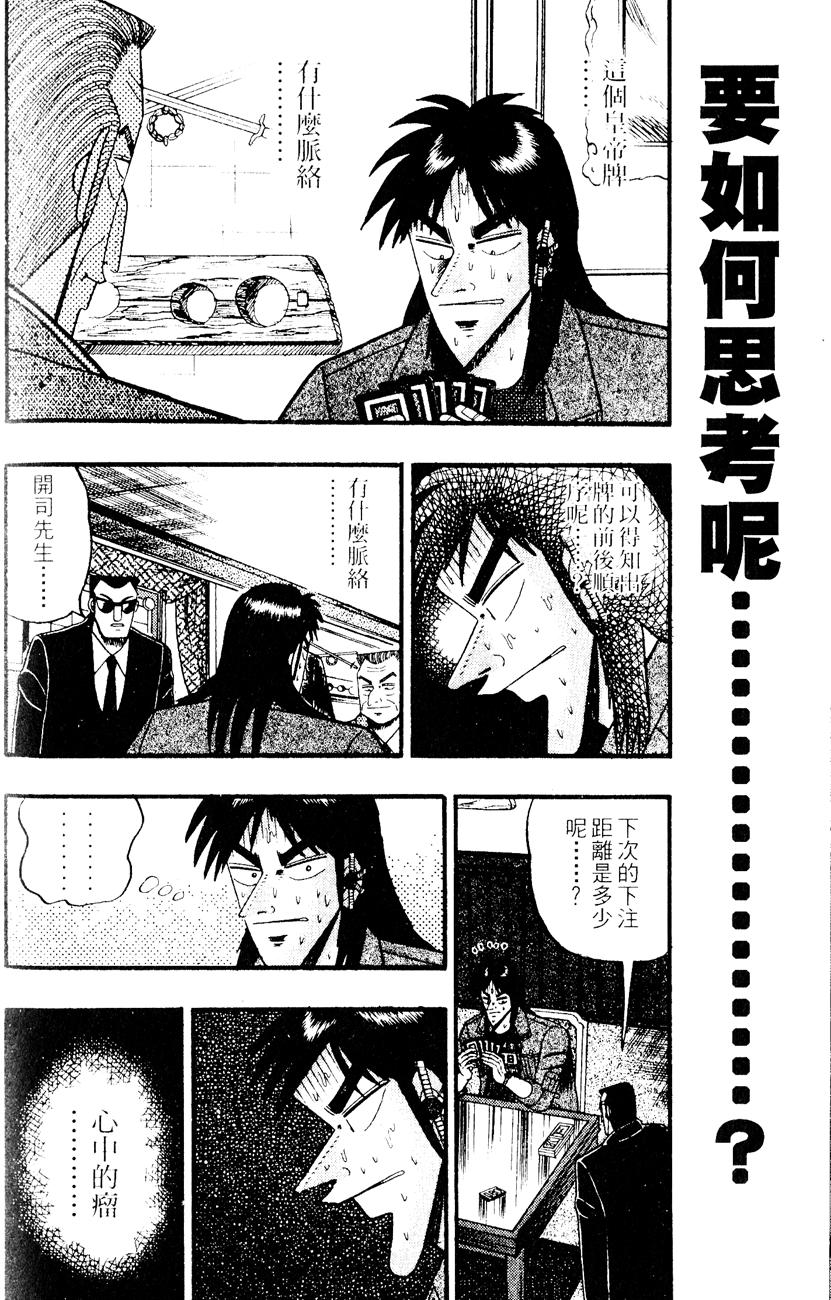 要如何思考呢………………？
這個皇帝牌
……
有什麼脈絡
………
可以得知出
牌的前後順
序呢……？
有什麼脈絡
………
開司先生……
下次的下注
距離是多少
呢……？
……
……
心中的瘤
………